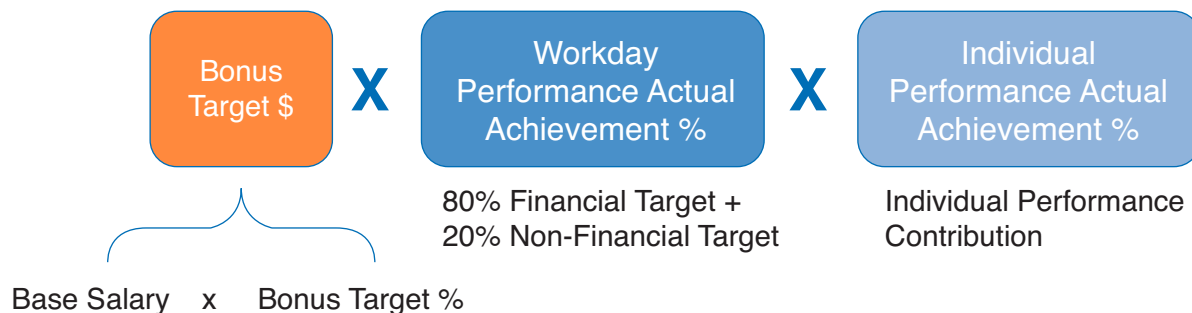 Bonus
Target $
X
Workday
Performance Actual
Achievement %
X
Individual
Performance Actual
Achievement %
80% Financial Target +
20% Non-Financial Target
Individual Performance
Contribution
Base Salary x Bonus Target %